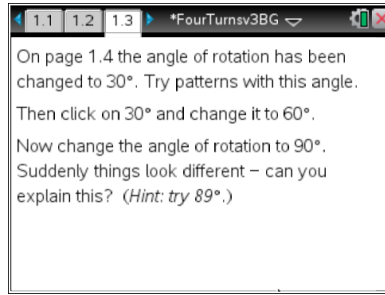 1.1 1.2 1.3 *FourTurnsv3BG
On page 1.4 the angle of rotation has been
changed to 30°. Try patterns with this angle.
Then click on 30° and change it to 60°.
Now change the angle of rotation to 90°.
Suddenly things look different – can you
explain this? (Hint: try 89°.)